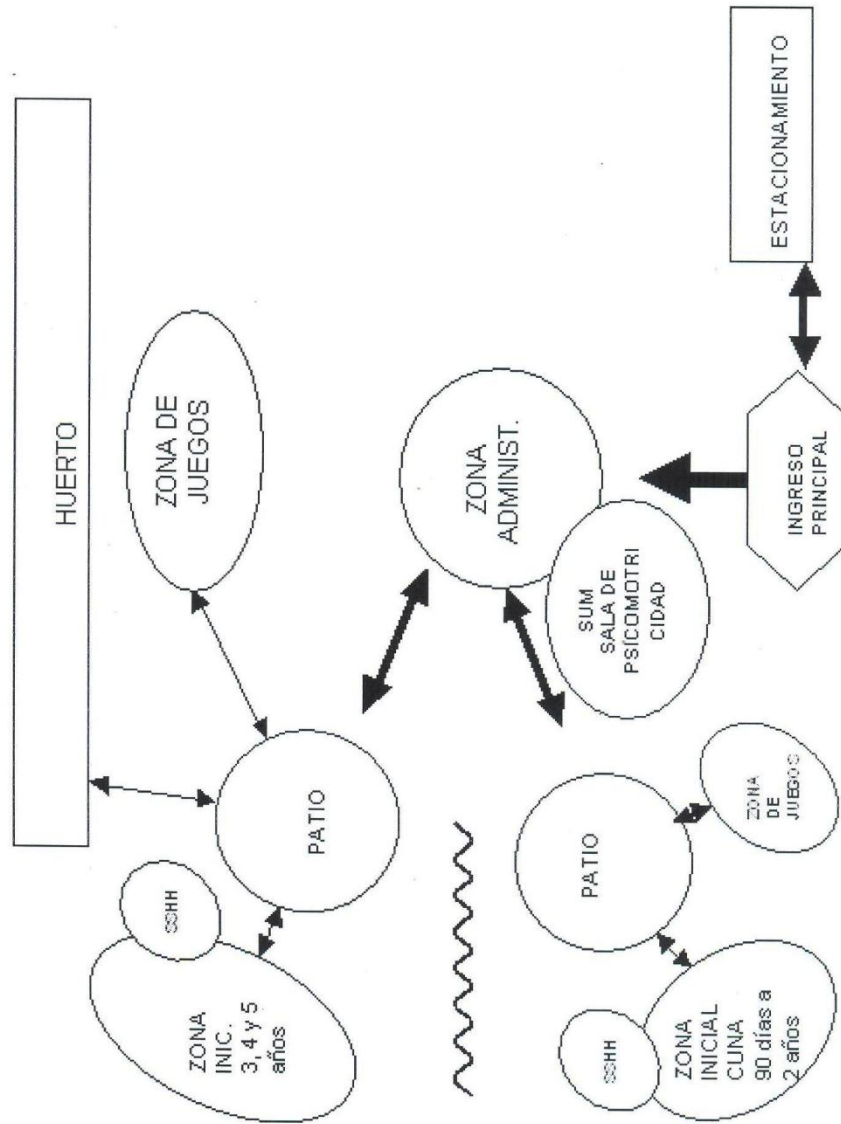 HUERTO
ZONA DE
JUEGOS
ZONA
ADMINIST.
SUM
SALA DE
PSÍCOMOTRI
CIDAD
INGRESO
PRINCIPAL
ESTACIONAMIENTO
PATIO
SSHH
ZONA
INIC.
3, 4 y 5
años
PATIO
ZONA
DE
JUEGOS
SSHH
ZONA
INICIAL
CUNA
90 días a
2 años